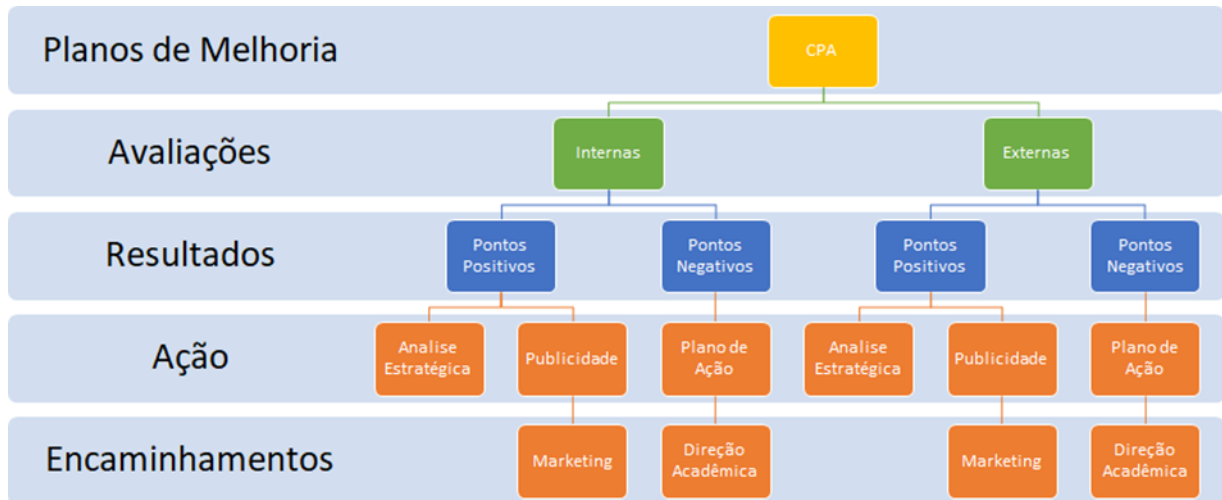 Planos de Melhoria
CPA
Avaliações
Internas
Externas
Resultados
Pontos
Positivos
Pontos
Negativos
Pontos
Positivos
Pontos
Negativos
Ação
Analise
Estratégica
Publicidade
Plano de
Ação
Analise
Estratégica
Publicidade
Plano de
Ação
Encaminhamentos
Marketing
Direção
Acadêmica
Marketing
Direção
Acadêmica